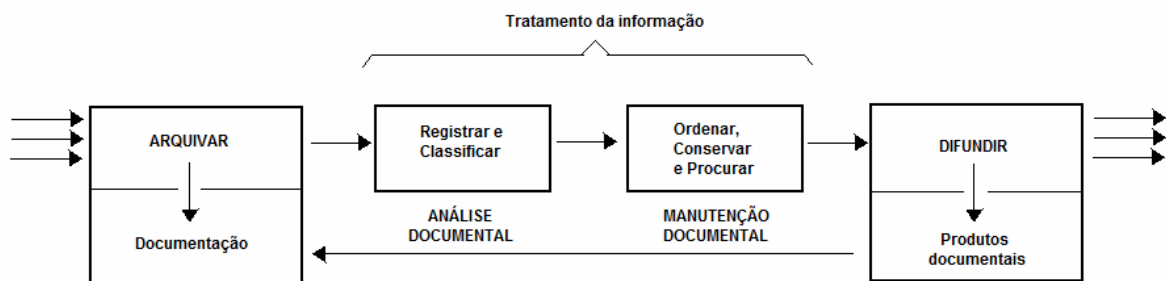 Tratamento da informação
ARQUIVAR
Documentação
Registrar e
Classificar
ANÁLISE
DOCUMENTAL
Ordenar,
Conservar
e Procurar
MANUTENÇÃO
DOCUMENTAL
DIFUNDIR
Produtos
documentais